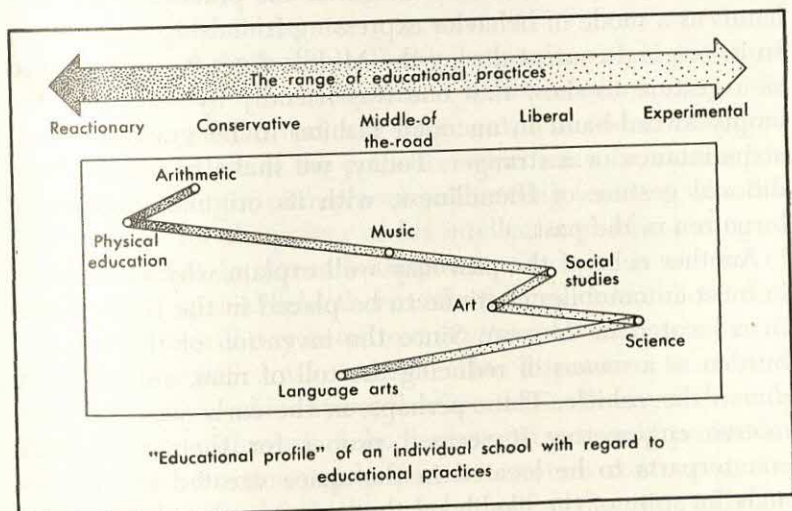 The range of educational practices
Reactionary Conservative Middle-of the-road Liberal Experimental
Arithmetic
Physical education
Music
Social studies
Art
Science
Language arts
"Educational profile" of an individual school with regard to
educational practices